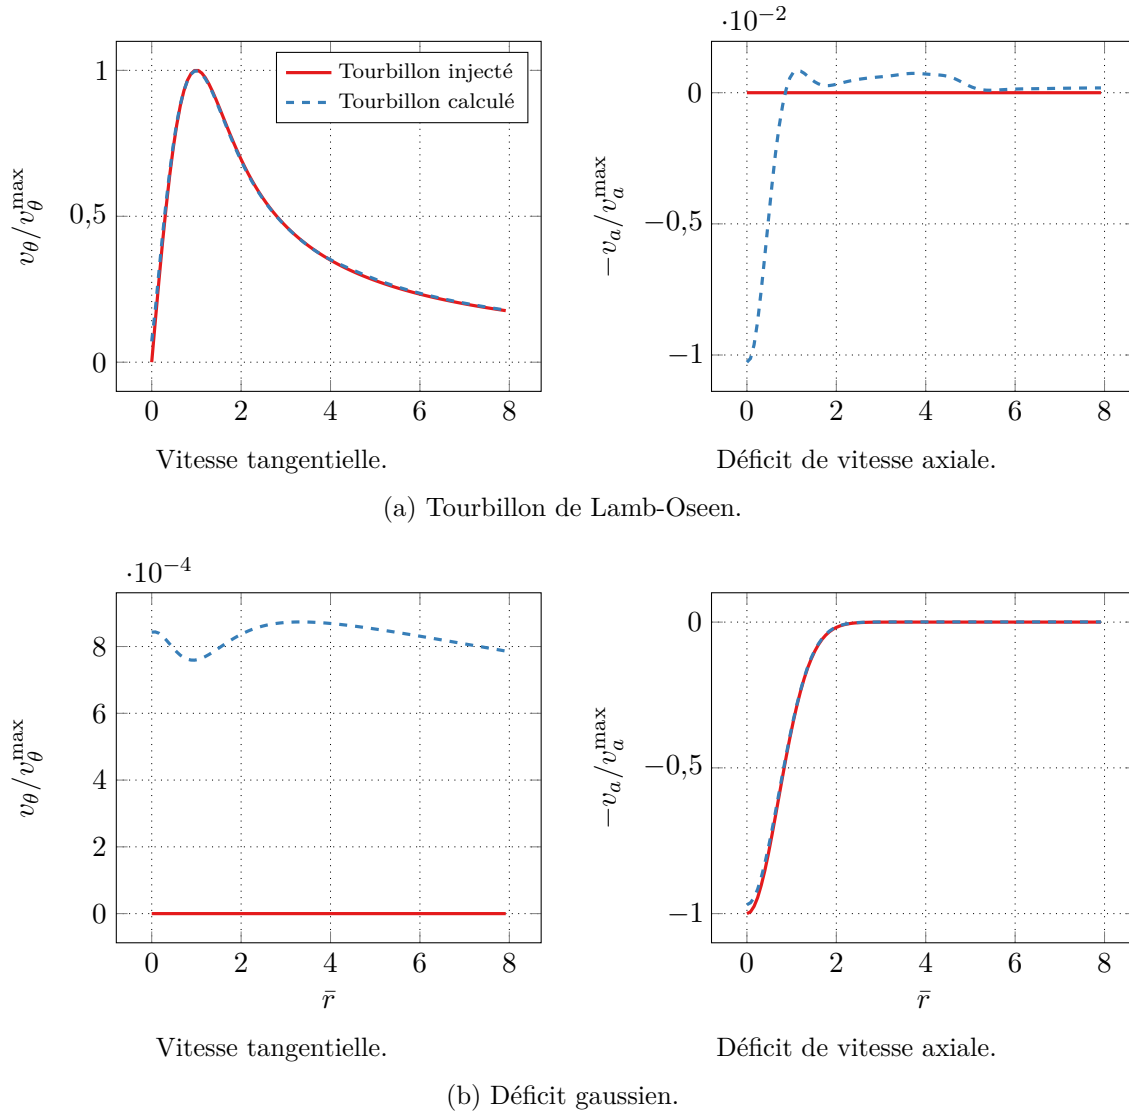 ·10⁻²
1
0,5
0
0 2 4 6 8
v_θ/v_θ^max
Tourbillon injecté
Tourbillon calculé
0
−0,5
−1
0 2 4 6 8
−v_a/v_a^max
Vitesse tangentielle.
Déficit de vitesse axiale.
(a) Tourbillon de Lamb-Oseen.
·10⁻⁴
8
6
4
2
0
0 2 4 6 8
v_θ/v_θ^max
r̄
0
−0,5
−1
0 2 4 6 8
−v_a/v_a^max
r̄
Vitesse tangentielle.
Déficit de vitesse axiale.
(b) Déficit gaussien.